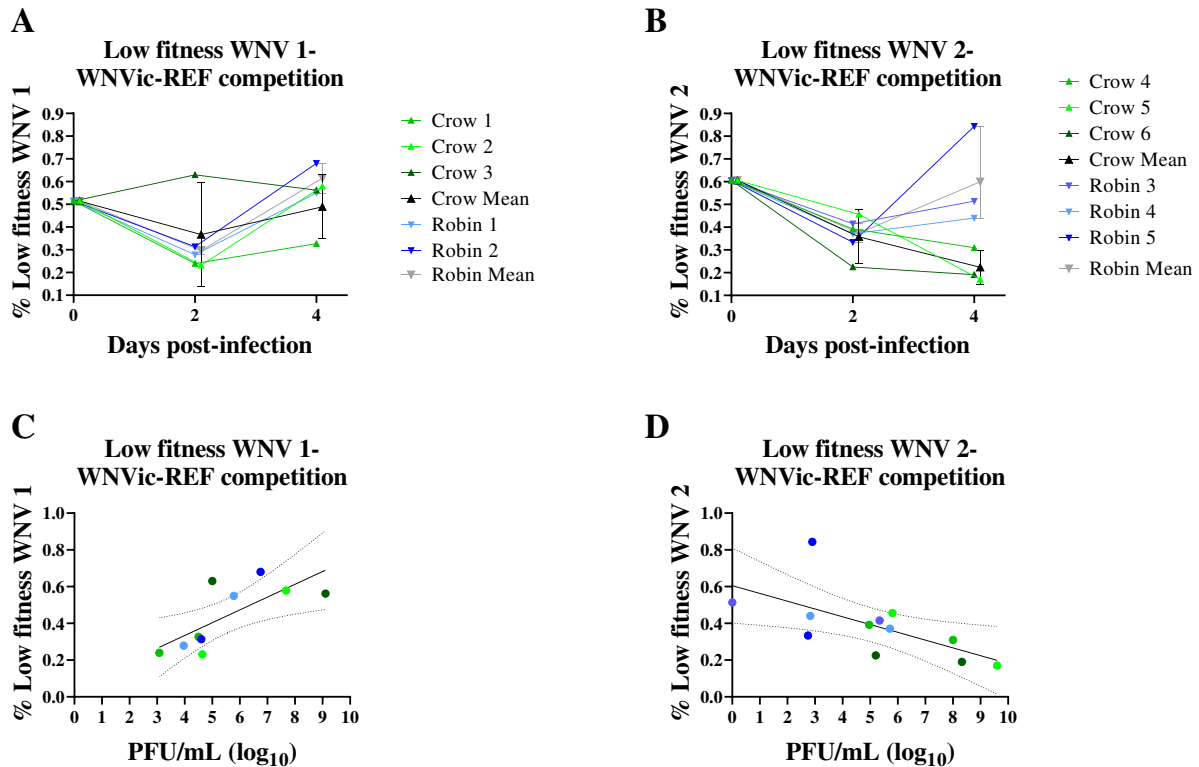 A
Low fitness WNV 1-
WNVic-REF competition
% Low fitness WNV 1
0.9
0.8
0.7
0.6
0.5
0.4
0.3
0.2
0.1
0
2
4
Days post-infection
Crow 1
Crow 2
Crow 3
Crow Mean
Robin 1
Robin 2
Robin Mean
B
Low fitness WNV 2-
WNVic-REF competition
% Low fitness WNV 2
0.9
0.8
0.7
0.6
0.5
0.4
0.3
0.2
0.1
0
2
4
Days post-infection
Crow 4
Crow 5
Crow 6
Crow Mean
Robin 3
Robin 4
Robin 5
Robin Mean
C
Low fitness WNV 1-
WNVic-REF competition
% Low fitness WNV 1
1.0
0.8
0.6
0.4
0.2
0.0
0 1 2 3 4 5 6 7 8 9 10
PFU/mL (log10)
D
Low fitness WNV 2-
WNVic-REF competition
% Low fitness WNV 2
1.0
0.8
0.6
0.4
0.2
0.0
0 1 2 3 4 5 6 7 8 9 10
PFU/mL (log10)